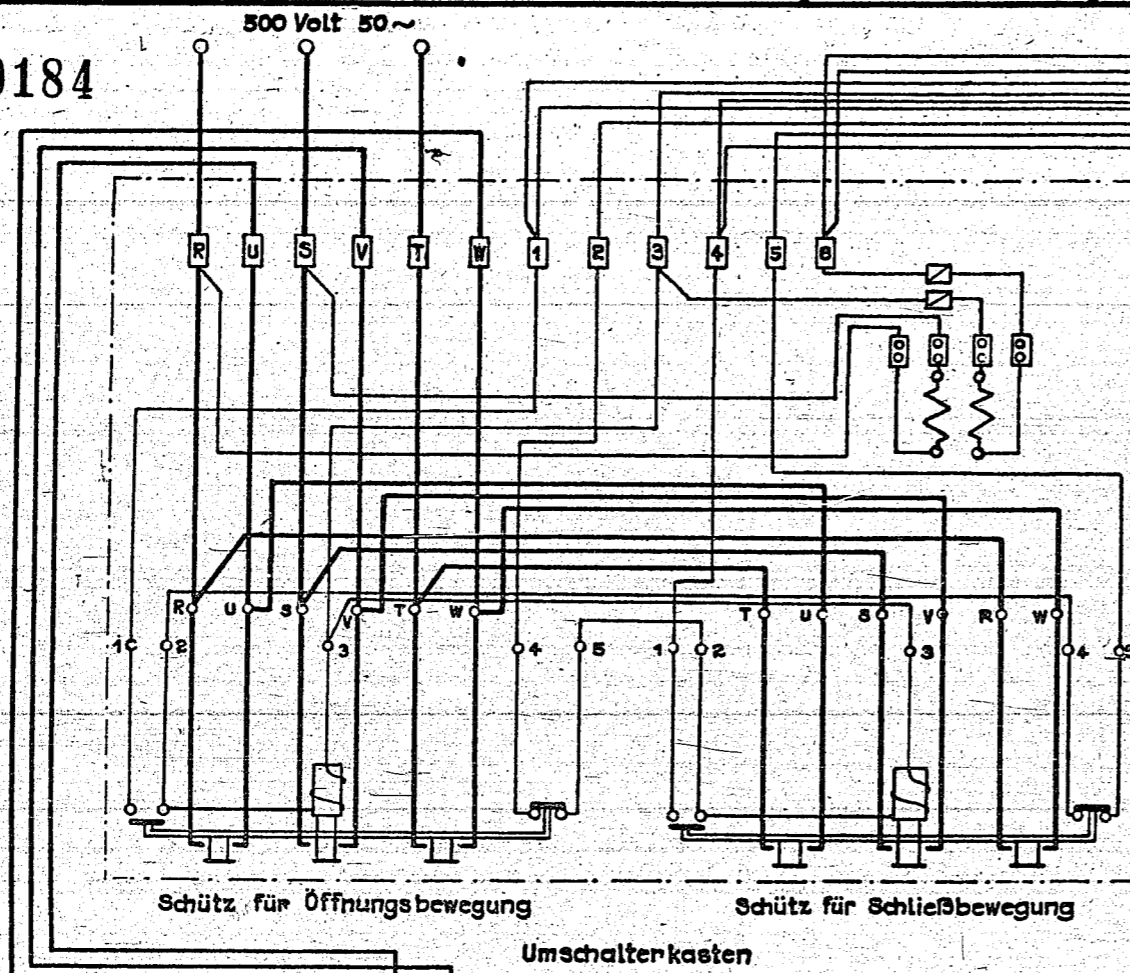 500 Volt 50~
0184
R U S V T W 1 2 3 4 5 6
R U S V T W T U S V R W
1 2 3 4 5 1 2 3 4 5
Schütz für Öffnungsbewegung Schütz für Schließbewegung
Umschalterkasten